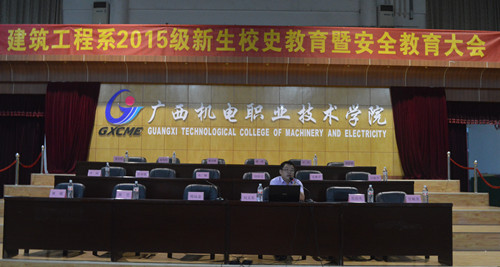 建筑工程系2015级新生校史教育暨安全教育大会
广西机电职业技术学院
GXCME
GUANGXI TECHNOLOGICAL COLLEGE OF MACHINERY AND ELECTRICITY